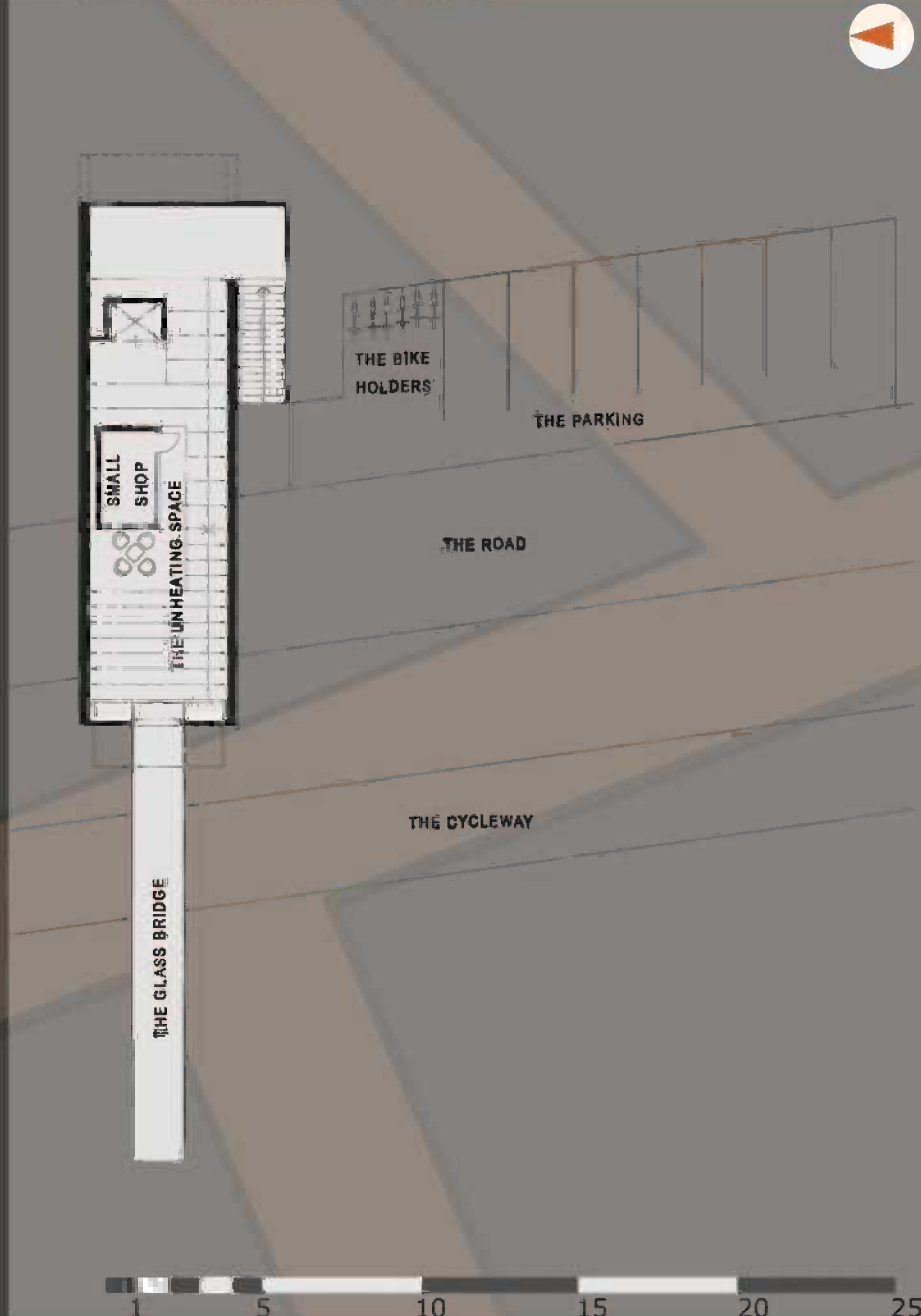 THE BIKE
HOLDERS
THE PARKING
SMALL
SHOP
THE UNHEATING SPACE
THE ROAD
THE CYCLEWAY
THE GLASS BRIDGE
1 5 10 15 20 25